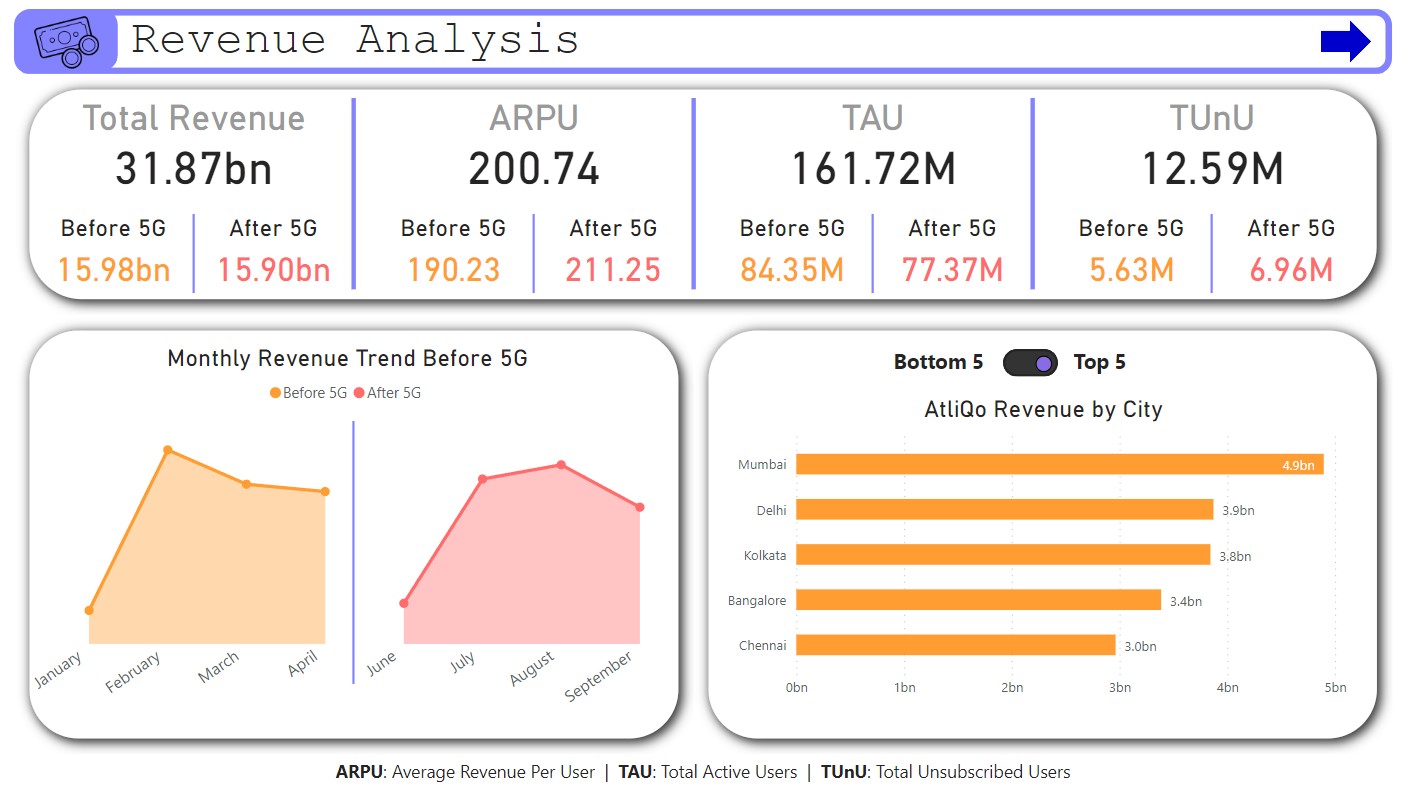 Revenue Analysis
Total Revenue
31.87bn
Before 5G After 5G
15.98bn 15.90bn
ARPU
200.74
Before 5G After 5G
190.23 211.25
TAU
161.72M
Before 5G After 5G
84.35M 77.37M
TUnU
12.59M
Before 5G After 5G
5.63M 6.96M
Monthly Revenue Trend Before 5G
Before 5G After 5G
January February March April June July August September
Bottom 5 Top 5
AtliQo Revenue by City
Mumbai 4.9bn
Delhi 3.9bn
Kolkata 3.8bn
Bangalore 3.4bn
Chennai 3.0bn
0bn 1bn 2bn 3bn 4bn 5bn
ARPU: Average Revenue Per User | TAU: Total Active Users | TUnU: Total Unsubscribed Users